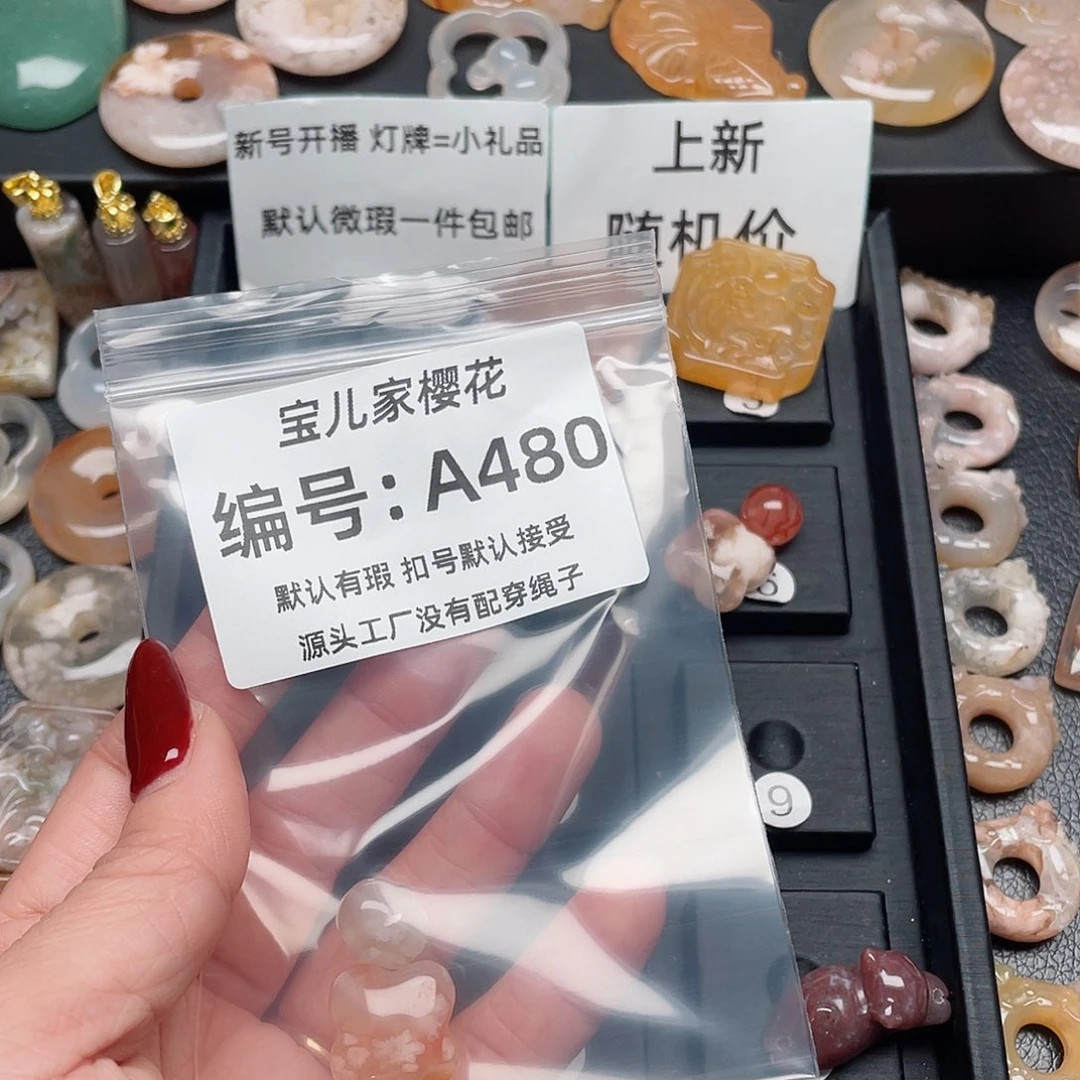 新号开播 灯牌=小礼品
默认微瑕一件包邮
上新
随机价
宝儿家樱花
编号:A480
默认有瑕 扣号默认接受
源头工厂没有配穿绳子
6
9